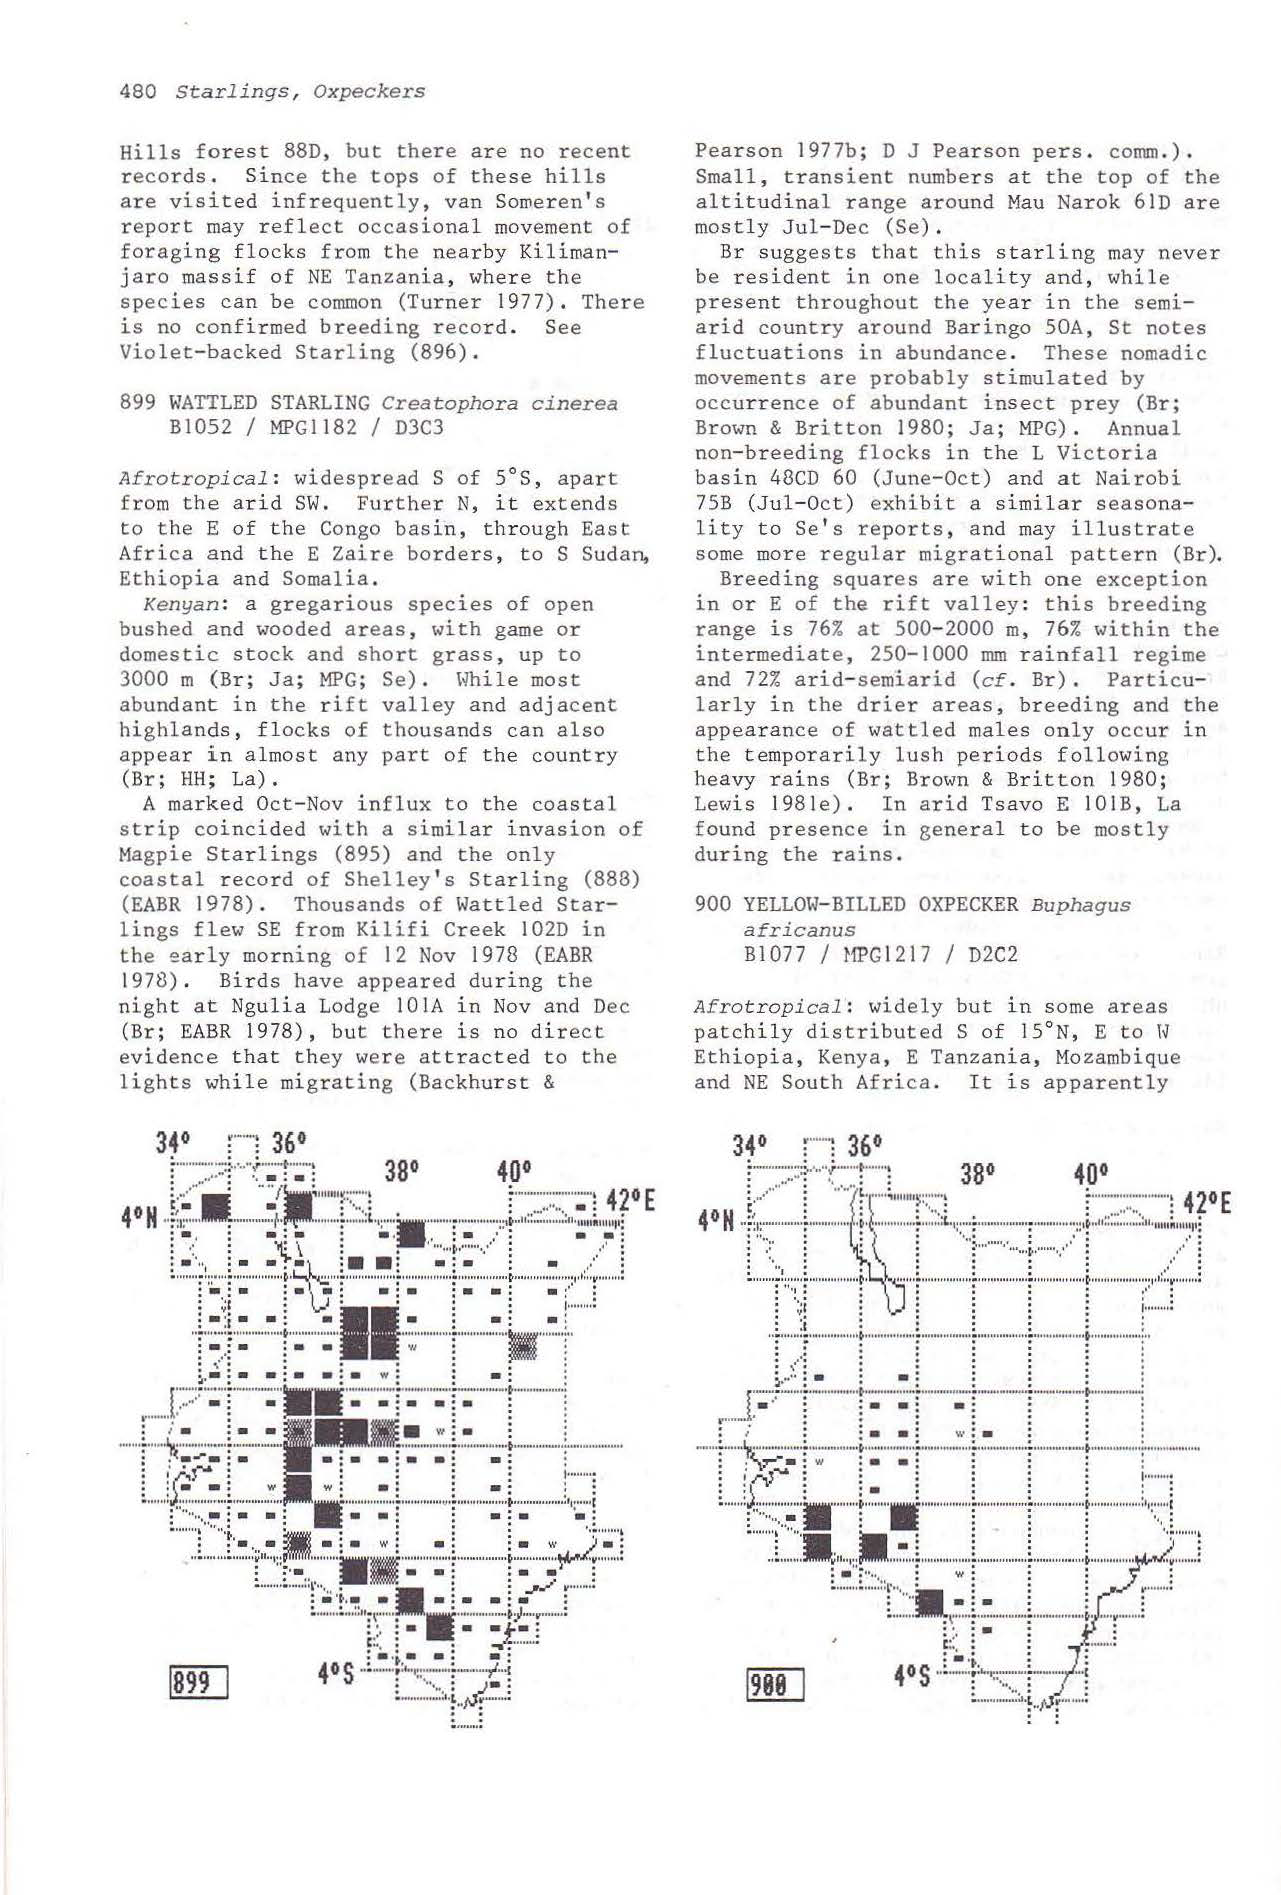 480 Starlings, Oxpeckers
Hills forest 88D, but there are no recent
records. Since the tops of these hills
are visited infrequently, van Someren's
report may reflect occasional movement of
foraging flocks from the nearby Kiliman-
jaro massif of NE Tanzania, where the
species can be common (Turner 1977). There
is no confirmed breeding record. See
Violet-backed Starling (896).
899 WATTLED STARLING Creatophora cinerea
B1052 / MPG1182 / D3C3
Afrotropical: widespread S of 5°S, apart
from the arid SW. Further N, it extends
to the E of the Congo basin, through East
Africa and the E Zaire borders, to S Sudan,
Ethiopia and Somalia.
Kenyan: a gregarious species of open
bushed and wooded areas, with game or
domestic stock and short grass, up to
3000 m (Br; Ja; MPG; Se). While most
abundant in the rift valley and adjacent
highlands, flocks of thousands can also
appear in almost any part of the country
(Br; HH; La).
A marked Oct-Nov influx to the coastal
strip coincided with a similar invasion of
Magpie Starlings (895) and the only
coastal record of Shelley's Starling (888)
(EABR 1978). Thousands of Wattled Star-
lings flew SE from Kilifi Creek 102D in
the early morning of 12 Nov 1978 (EABR
1978). Birds have appeared during the
night at Ngulia Lodge 101A in Nov and Dec
(Br; EABR 1978), but there is no direct
evidence that they were attracted to the
lights while migrating (Backhurst &
Pearson 1977b; D J Pearson pers. comm.).
Small, transient numbers at the top of the
altitudinal range around Mau Narok 61D are
mostly Jul-Dec (Se).
Br suggests that this starling may never
be resident in one locality and, while
present throughout the year in the semi-
arid country around Baringo 50A, St notes
fluctuations in abundance. These nomadic
movements are probably stimulated by
occurrence of abundant insect prey (Br;
Brown & Britton 1980; Ja; MPG). Annual
non-breeding flocks in the L Victoria
basin 48CD 60 (June-Oct) and at Nairobi
75B (Jul-Oct) exhibit a similar seasona-
lity to Se's reports, and may illustrate
some more regular migrational pattern (Br).
Breeding squares are with one exception
in or E of the rift valley: this breeding
range is 76% at 500-2000 m, 76% within the
intermediate, 250-1000 mm rainfall regime
and 72% arid-semiarid (cf. Br). Particu-
larly in the drier areas, breeding and the
appearance of wattled males only occur in
the temporarily lush periods following
heavy rains (Br; Brown & Britton 1980;
Lewis 1981e). In arid Tsavo E 101B, La
found presence in general to be mostly
during the rains.
900 YELLOW-BILLED OXPECKER Buphagus
africanus
B1077 / MPG1217 / D2C2
Afrotropical: widely but in some areas
patchily distributed S of 15°N, E to W
Ethiopia, Kenya, E Tanzania, Mozambique
and NE South Africa. It is apparently
34° 36°
38° 40°
42°E
4°N
w
w
w
w w
w w
4°S
899
34° 36°
38° 40°
42°E
4°N
w
w
w
4°S
900